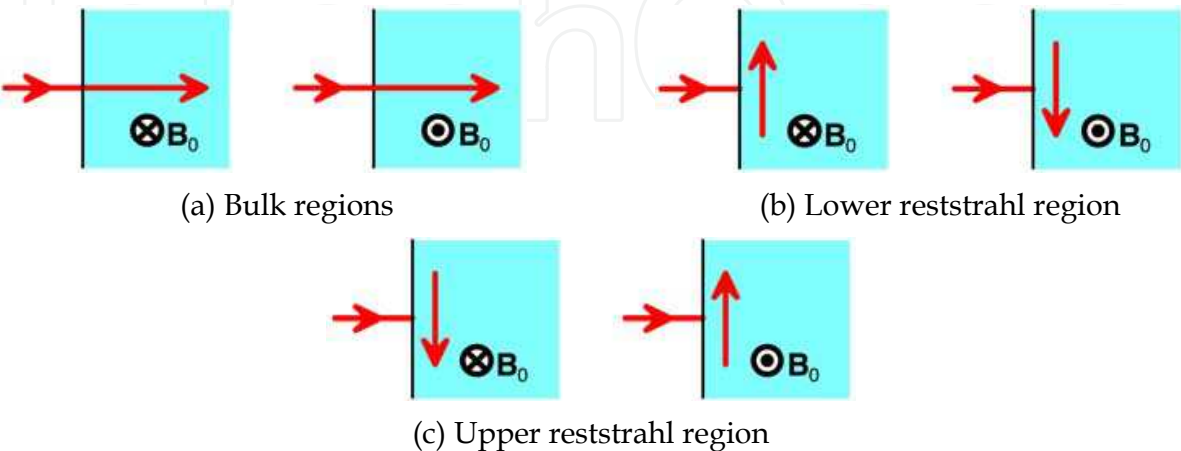 B₀ B₀ B₀ B₀
(a) Bulk regions (b) Lower reststrahl region
B₀ B₀
(c) Upper reststrahl region